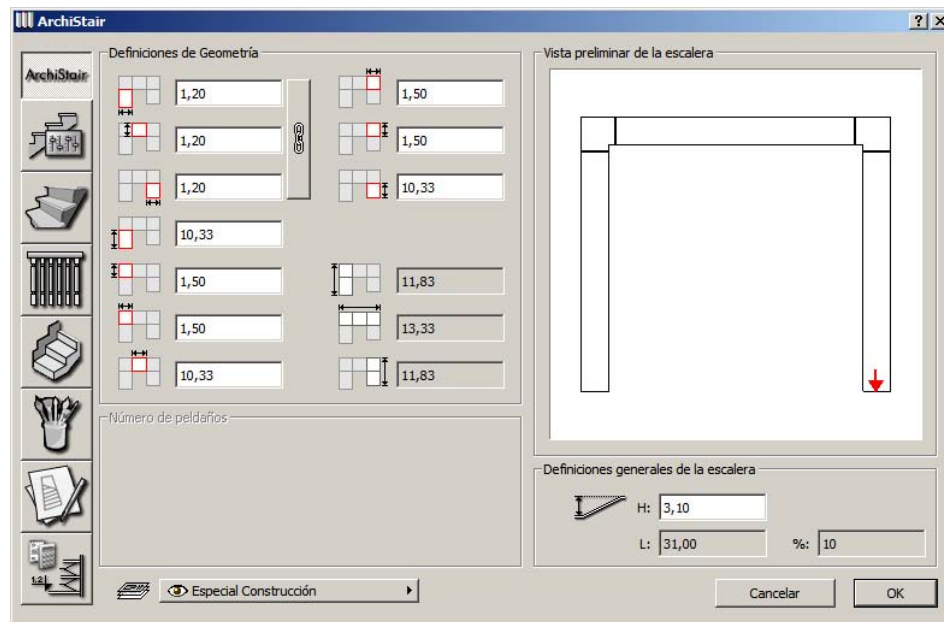 ArchiStair
ArchiStair
Definiciones de Geometría
1,20
1,20
1,20
10,33
1,50
1,50
10,33
1,50
1,50
10,33
11,83
13,33
11,83
Número de peldaños
Especial Construcción
Vista preliminar de la escalera
Definiciones generales de la escalera
H: 3,10
L: 31,00 %: 10
Cancelar OK